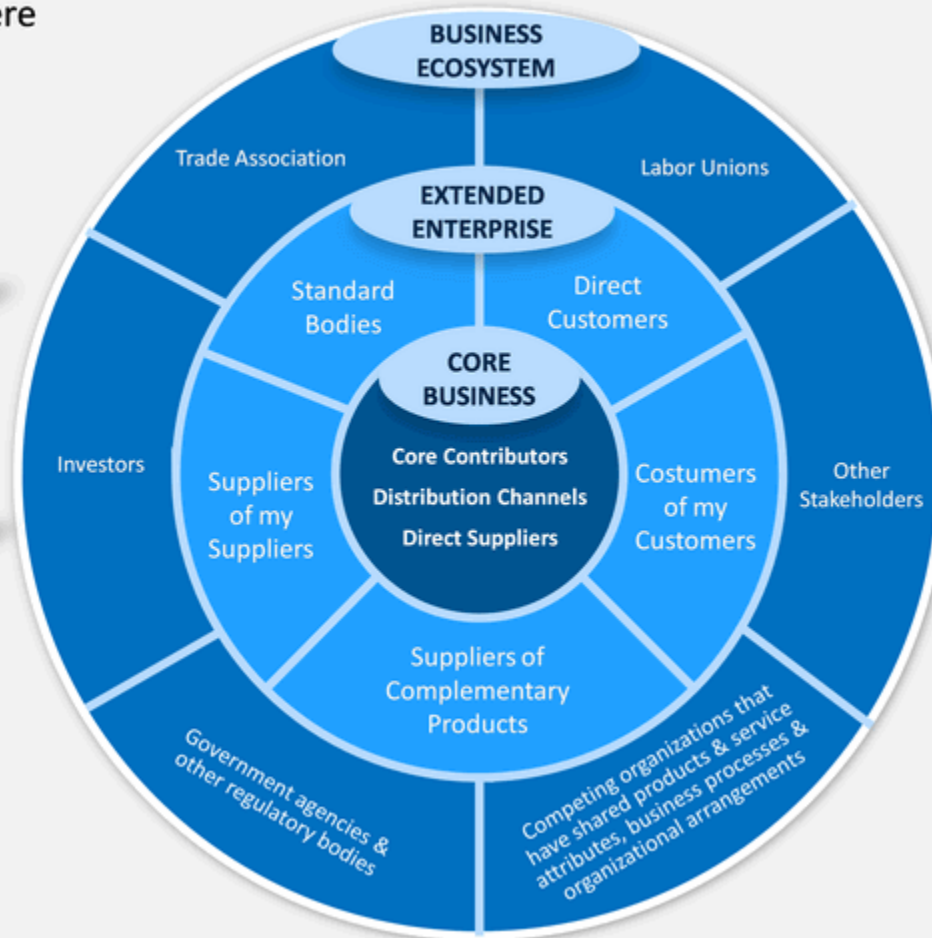 BUSINESS
ECOSYSTEM
Trade Association
Labor Unions
EXTENDED
ENTERPRISE
Standard
Bodies
Direct
Customers
CORE
BUSINESS
Core Contributors
Distribution Channels
Direct Suppliers
Investors
Suppliers
of my
Suppliers
Costumers
of my
Customers
Other
Stakeholders
Suppliers of
Complementary
Products
Government agencies &
other regulatory bodies
Competing organizations that
have shared products & service
attributes, business processes &
organizational arrangements